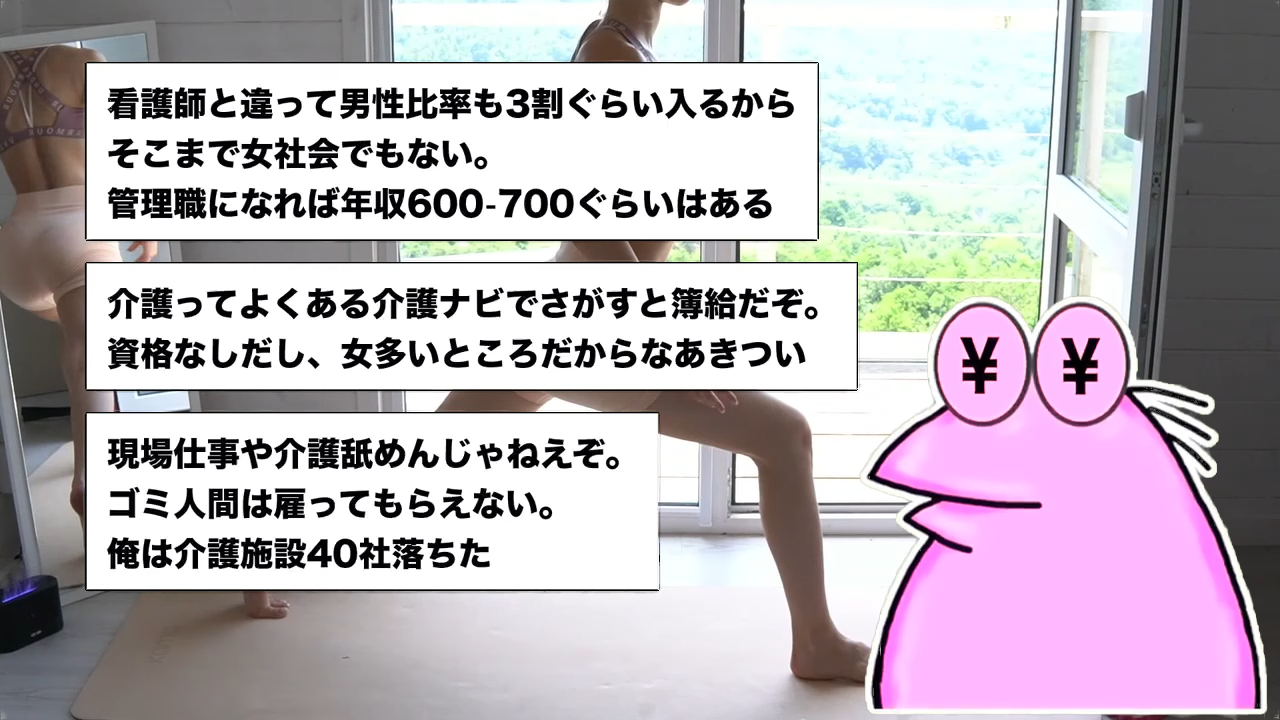 看護師と違って男性比率も3割ぐらい入るから
そこまで女社会でもない。
管理職になれば年収600-700ぐらいはある
介護ってよくある介護ナビでさがすと簿給だぞ。
資格なしだし、女多いところだからなあきつい
現場仕事や介護舐めんじゃねえぞ。
ゴミ人間は雇ってもらえない。
俺は介護施設40社落ちた
¥ ¥